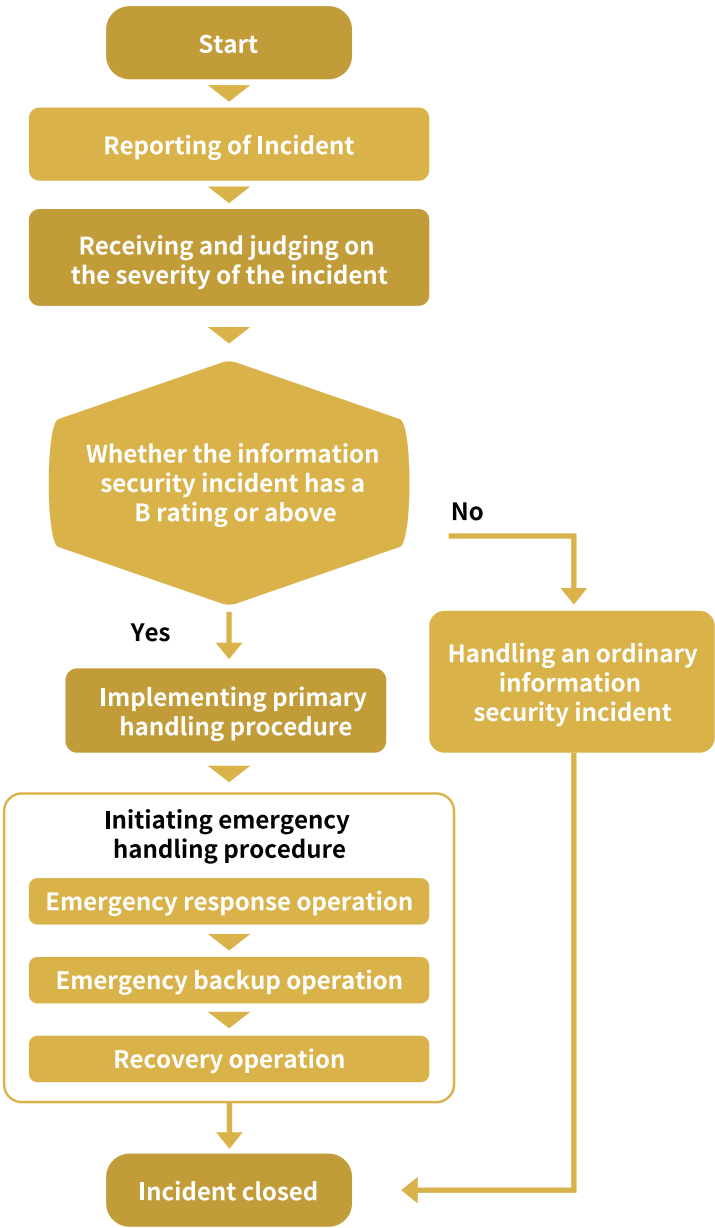 Start
Reporting of Incident
Receiving and judging on
the severity of the incident
Whether the information
security incident has a
B rating or above
No
Yes
Handling an ordinary
information
security incident
Implementing primary
handling procedure
Initiating emergency
handling procedure
Emergency response operation
Emergency backup operation
Recovery operation
Incident closed